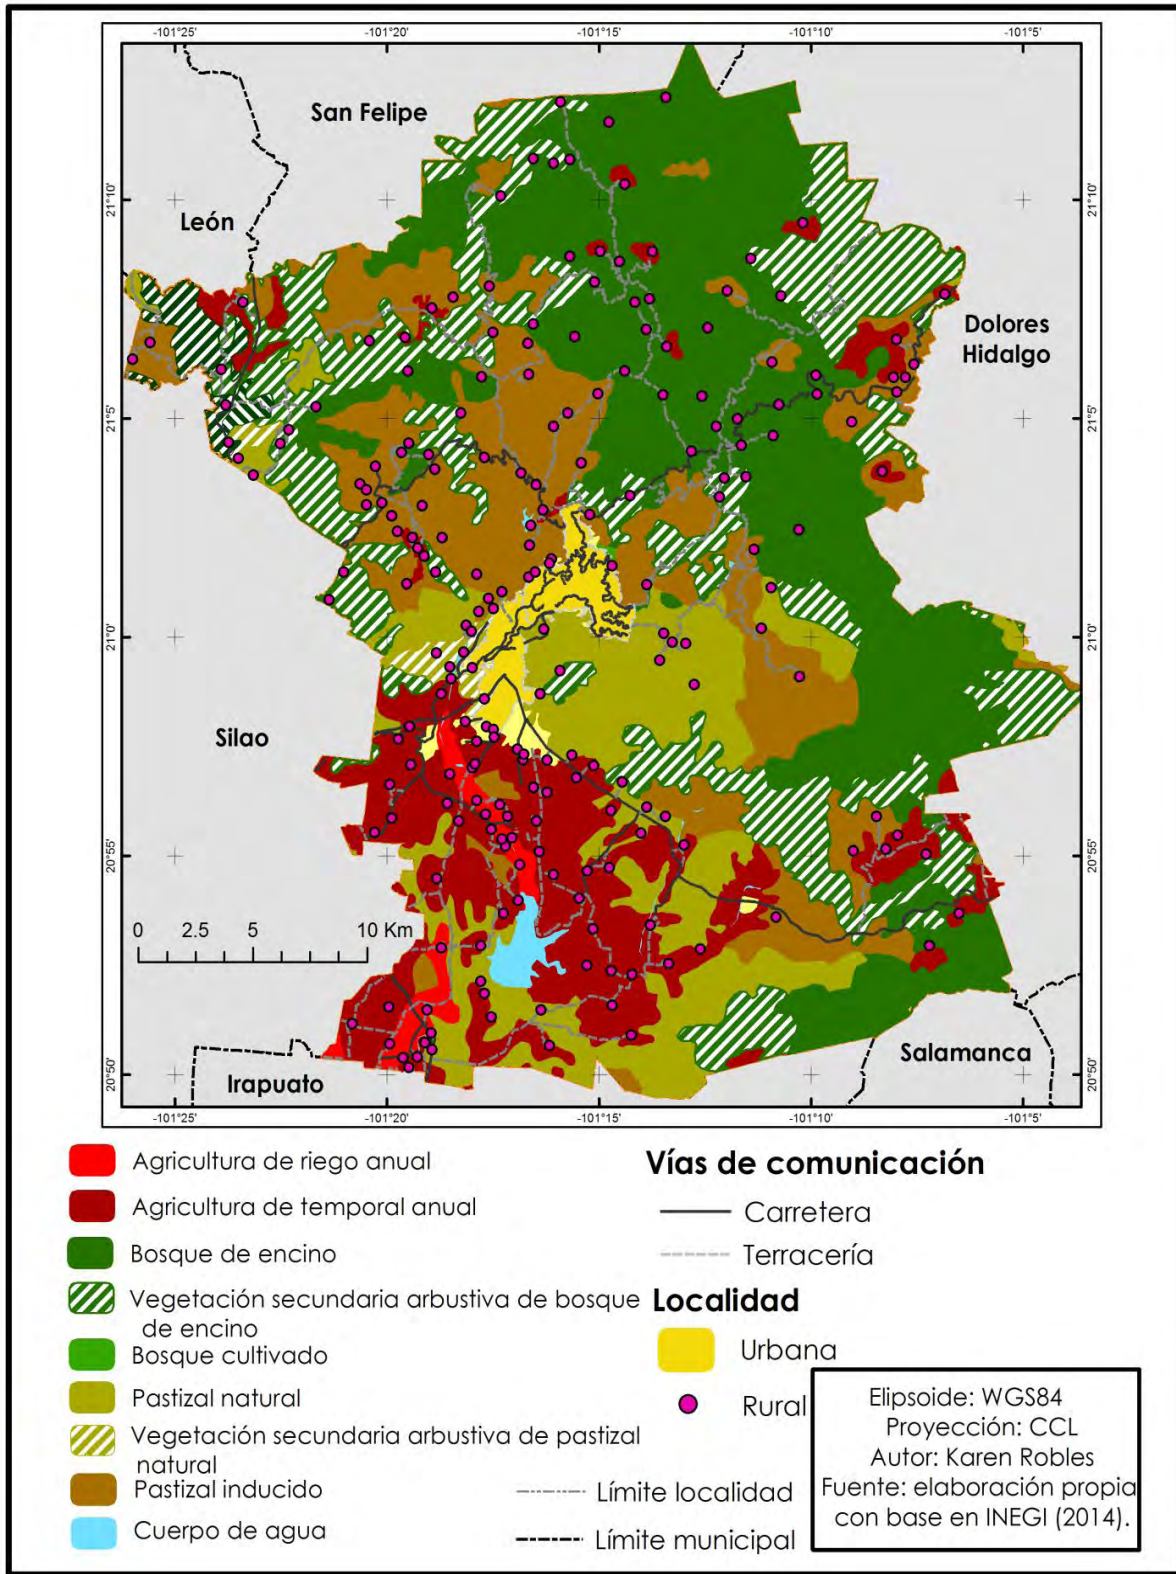 -101°25'
-101°20'
-101°15'
-101°10'
-101°5'
San Felipe
21°10'
21°10'
León
Dolores
Hidalgo
21°5'
21°5'
21°0'
21°0'
Silao
20°55'
20°55'
0 2.5 5 10 Km
20°50'
20°50'
Irapuato
Salamanca
-101°25'
-101°20'
-101°15'
-101°10'
-101°5'
Agricultura de riego anual
Agricultura de temporal anual
Bosque de encino
Vegetación secundaria arbustiva de bosque
de encino
Bosque cultivado
Pastizal natural
Vegetación secundaria arbustiva de pastizal
natural
Pastizal inducido
Cuerpo de agua
Vías de comunicación
Carretera
Terracería
Localidad
Urbana
Rural
Límite localidad
Límite municipal
Elipsoide: WGS84
Proyección: CCL
Autor: Karen Robles
Fuente: elaboración propia
con base en INEGI (2014).